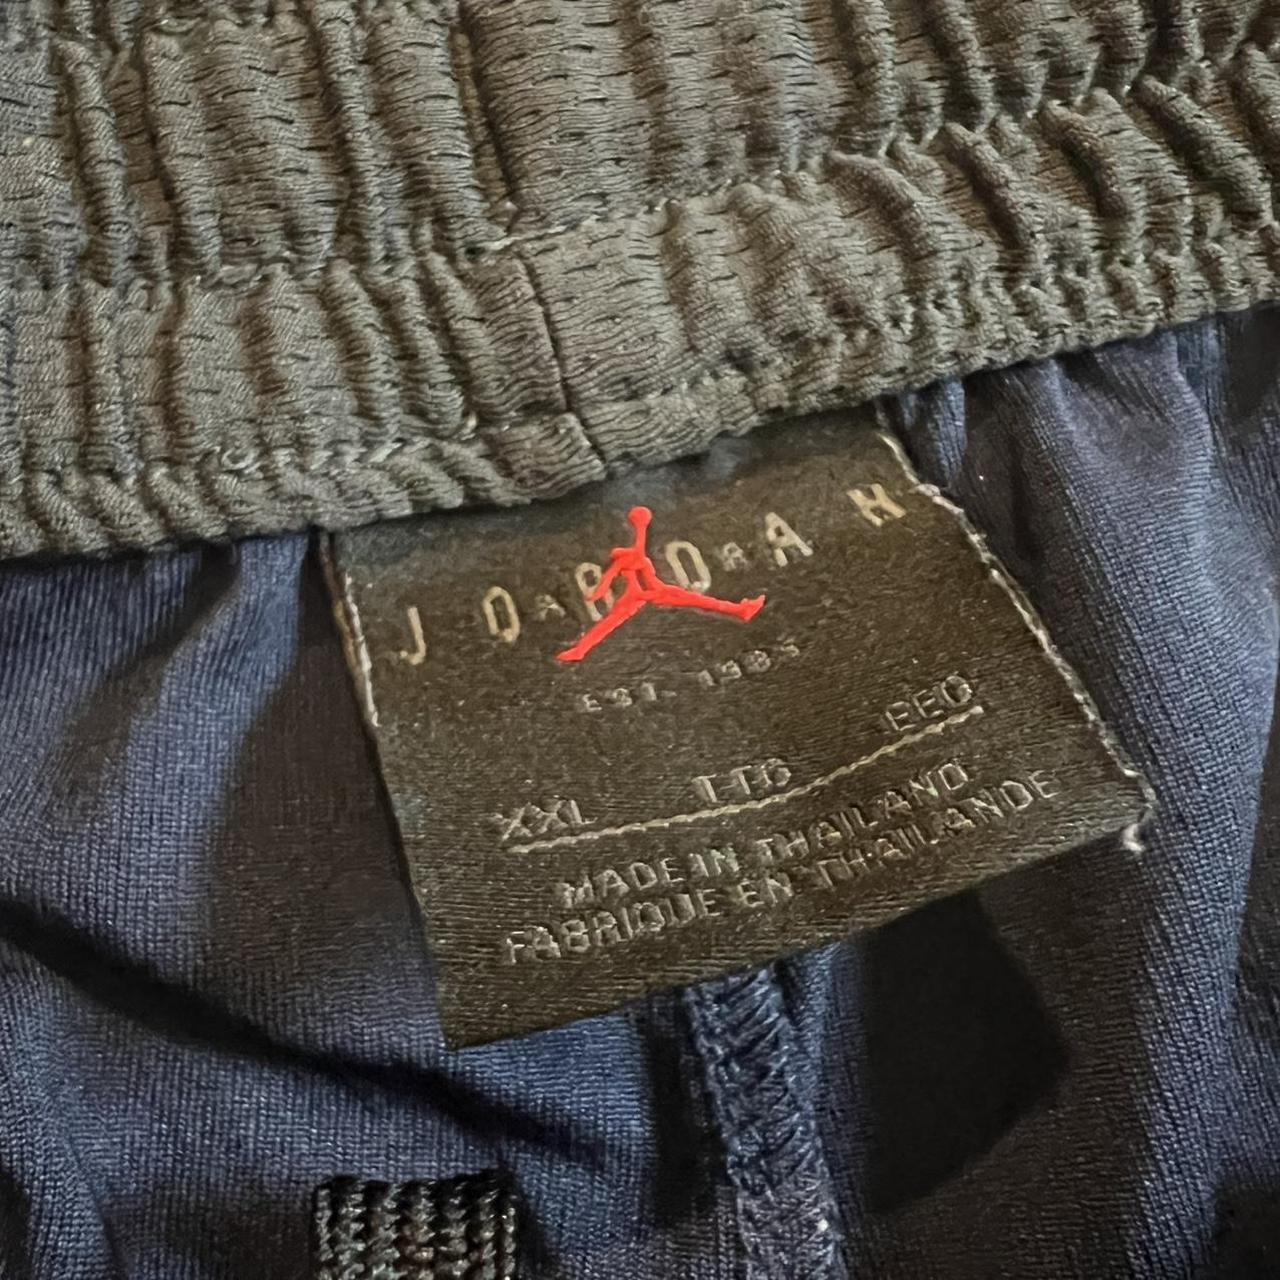 JORDAN
EST. 1985
XXL TTG EEG
MADE IN THAILAND
FABRIQUE EN THAILANDE